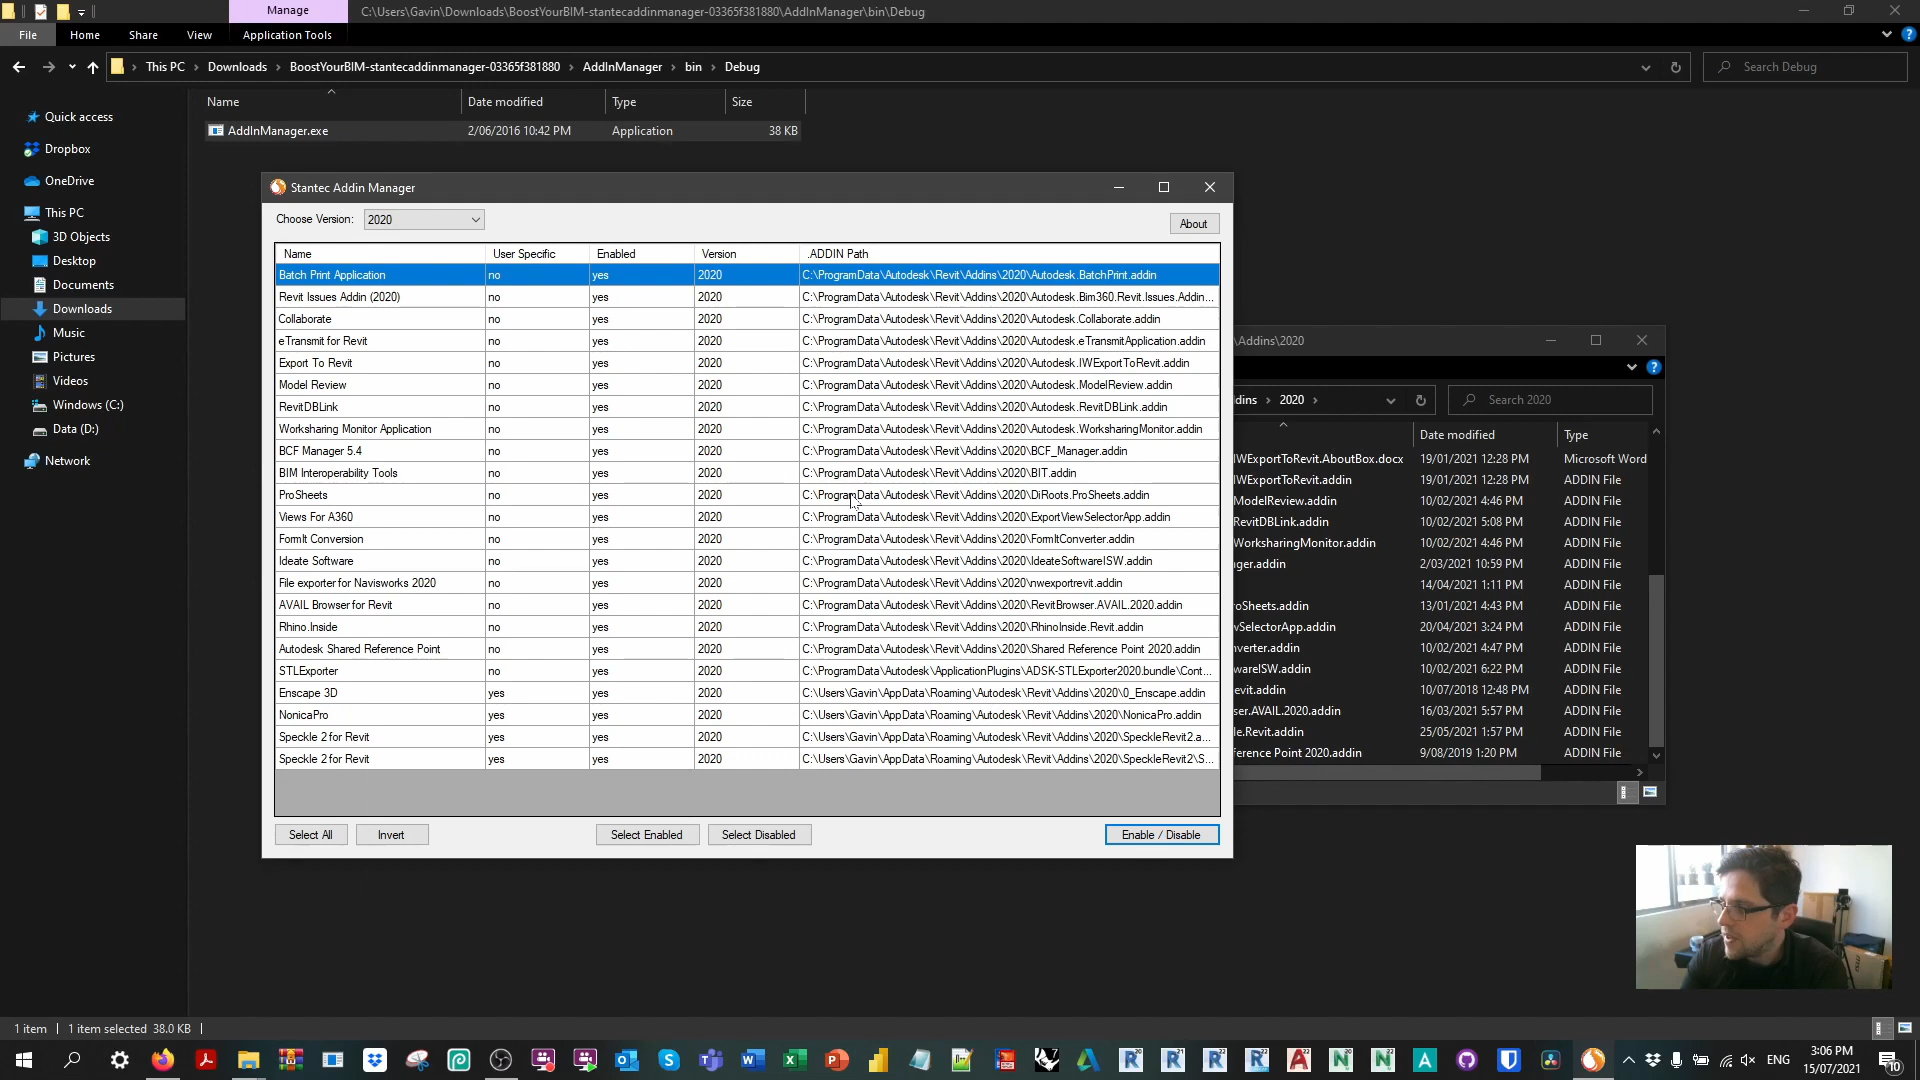 Manage
C:\Users\Gavin\Downloads\BoostYourBIM-stantecaddinmanager-03365f381880\AddInManager\bin\Debug
File Home Share View Application Tools
This PC Downloads BoostYourBIM-stantecaddinmanager-03365f381880 AddInManager bin Debug
Search Debug
Quick access
Dropbox
OneDrive
This PC
3D Objects
Desktop
Documents
Downloads
Music
Pictures
Videos
Windows (C:)
Data (D:)
Network
Name Date modified Type Size
AddInManager.exe 2/06/2016 10:42 PM Application 38 KB
Stantec Addin Manager
Choose Version: 2020
About
Name User Specific Enabled Version .ADDIN Path
Batch Print Application no yes 2020 C:\ProgramData\Autodesk\Revit\Addins\2020\Autodesk.BatchPrint.addin
Revit Issues Addin (2020) no yes 2020 C:\ProgramData\Autodesk\Revit\Addins\2020\Autodesk.Bim360.Revit.Issues.Addin...
Collaborate no yes 2020 C:\ProgramData\Autodesk\Revit\Addins\2020\Autodesk.Collaborate.addin
eTransmit for Revit no yes 2020 C:\ProgramData\Autodesk\Revit\Addins\2020\Autodesk.eTransmitApplication.addin
Export To Revit no yes 2020 C:\ProgramData\Autodesk\Revit\Addins\2020\Autodesk.IWExportToRevit.addin
Model Review no yes 2020 C:\ProgramData\Autodesk\Revit\Addins\2020\Autodesk.ModelReview.addin
RevitDBLink no yes 2020 C:\ProgramData\Autodesk\Revit\Addins\2020\Autodesk.RevitDBLink.addin
Worksharing Monitor Application no yes 2020 C:\ProgramData\Autodesk\Revit\Addins\2020\Autodesk.WorksharingMonitor.addin
BCF Manager 5.4 no yes 2020 C:\ProgramData\Autodesk\Revit\Addins\2020\BCF_Manager.addin
BIM Interoperability Tools no yes 2020 C:\ProgramData\Autodesk\Revit\Addins\2020\BIT.addin
ProSheets no yes 2020 C:\ProgramData\Autodesk\Revit\Addins\2020\DiRoots.ProSheets.addin
Views For A360 no yes 2020 C:\ProgramData\Autodesk\Revit\Addins\2020\ExportViewSelectorApp.addin
FormIt Conversion no yes 2020 C:\ProgramData\Autodesk\Revit\Addins\2020\FormItConverter.addin
Ideate Software no yes 2020 C:\ProgramData\Autodesk\Revit\Addins\2020\IdeateSoftwareISW.addin
File exporter for Navisworks 2020 no yes 2020 C:\ProgramData\Autodesk\Revit\Addins\2020\nwexportrevit.addin
AVAIL Browser for Revit no yes 2020 C:\ProgramData\Autodesk\Revit\Addins\2020\RevitBrowser.AVAIL.2020.addin
Rhino.Inside no yes 2020 C:\ProgramData\Autodesk\Revit\Addins\2020\RhinoInside.Revit.addin
Autodesk Shared Reference Point no yes 2020 C:\ProgramData\Autodesk\Revit\Addins\2020\Shared Reference Point 2020.addin
STLExporter no yes 2020 C:\ProgramData\Autodesk\ApplicationPlugins\ADSK-STLExporter2020.bundle\Cont...
Enscape 3D yes yes 2020 C:\Users\Gavin\AppData\Roaming\Autodesk\Revit\Addins\2020\0_Enscape.addin
NonicaPro yes yes 2020 C:\Users\Gavin\AppData\Roaming\Autodesk\Revit\Addins\2020\NonicaPro.addin
Speckle 2 for Revit yes yes 2020 C:\Users\Gavin\AppData\Roaming\Autodesk\Revit\Addins\2020\SpeckleRevit2.a...
Speckle 2 for Revit yes yes 2020 C:\Users\Gavin\AppData\Roaming\Autodesk\Revit\Addins\2020\SpeckleRevit2\S...
Select All Invert Select Enabled Select Disabled Enable / Disable
\Addins\2020
ddins 2020 Search 2020
Date modified Type
IWExportToRevit.AboutBox.docx 19/01/2021 12:28 PM Microsoft Word
IWExportToRevit.addin 19/01/2021 12:28 PM ADDIN File
ModelReview.addin 10/02/2021 4:46 PM ADDIN File
RevitDBLink.addin 10/02/2021 5:08 PM ADDIN File
WorksharingMonitor.addin 10/02/2021 4:46 PM ADDIN File
ger.addin 2/03/2021 10:59 PM ADDIN File
14/04/2021 1:11 PM ADDIN File
roSheets.addin 13/01/2021 4:43 PM ADDIN File
wSelectorApp.addin 20/04/2021 3:24 PM ADDIN File
nverter.addin 10/02/2021 4:47 PM ADDIN File
wareISW.addin 10/02/2021 6:22 PM ADDIN File
evit.addin 10/07/2018 12:48 PM ADDIN File
ser.AVAIL.2020.addin 16/03/2021 5:57 PM ADDIN File
le.Revit.addin 25/05/2021 1:57 PM ADDIN File
ference Point 2020.addin 9/08/2019 1:20 PM ADDIN File
1 item 1 item selected 38.0 KB
ENG
3:06 PM
15/07/2021
10